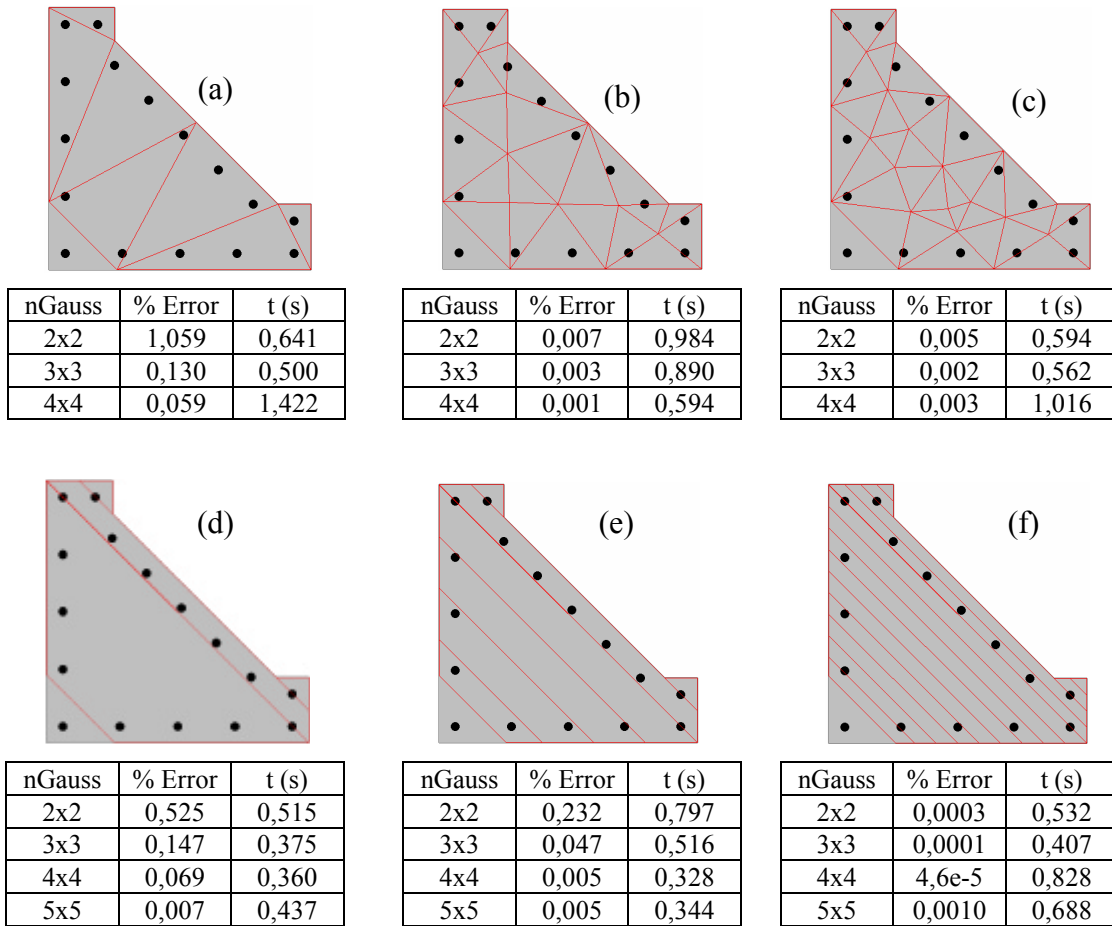 (a)
(b)
(c)
nGauss % Error t (s)
2x2 1,059 0,641
3x3 0,130 0,500
4x4 0,059 1,422
nGauss % Error t (s)
2x2 0,007 0,984
3x3 0,003 0,890
4x4 0,001 0,594
nGauss % Error t (s)
2x2 0,005 0,594
3x3 0,002 0,562
4x4 0,003 1,016
(d)
(e)
(f)
nGauss % Error t (s)
2x2 0,525 0,515
3x3 0,147 0,375
4x4 0,069 0,360
5x5 0,007 0,437
nGauss % Error t (s)
2x2 0,232 0,797
3x3 0,047 0,516
4x4 0,005 0,328
5x5 0,005 0,344
nGauss % Error t (s)
2x2 0,0003 0,532
3x3 0,0001 0,407
4x4 4,6e-5 0,828
5x5 0,0010 0,688